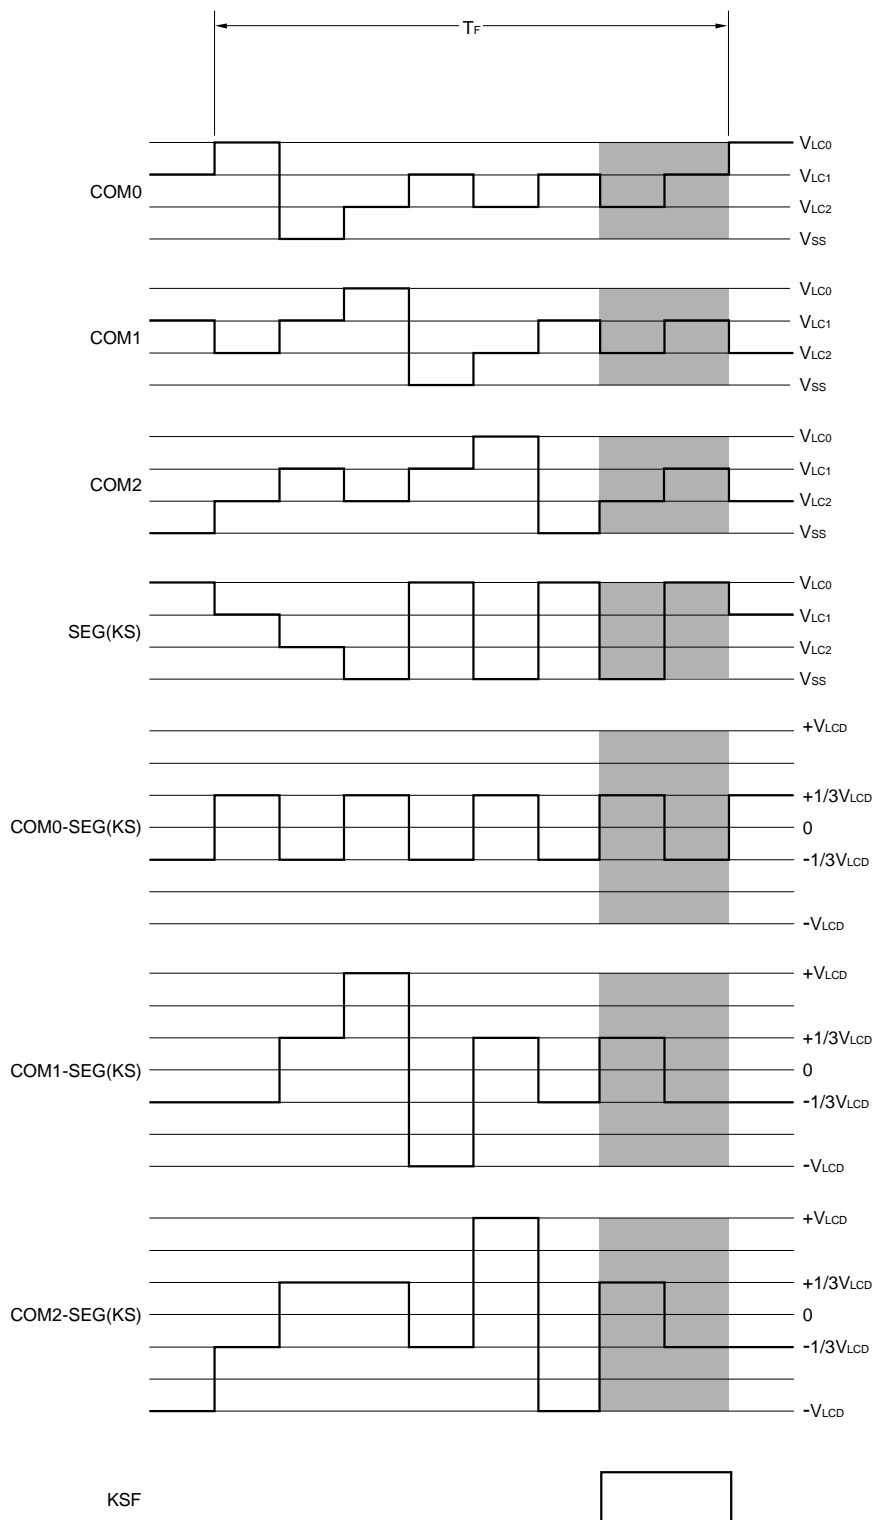 TF
COM0
VLC0
VLC1
VLC2
VSS
COM1
VLC0
VLC1
VLC2
VSS
COM2
VLC0
VLC1
VLC2
VSS
SEG(KS)
VLC0
VLC1
VLC2
VSS
COM0-SEG(KS)
+VLCD
+1/3VLCD
0
-1/3VLCD
-VLCD
COM1-SEG(KS)
+VLCD
+1/3VLCD
0
-1/3VLCD
-VLCD
COM2-SEG(KS)
+VLCD
+1/3VLCD
0
-1/3VLCD
-VLCD
KSF